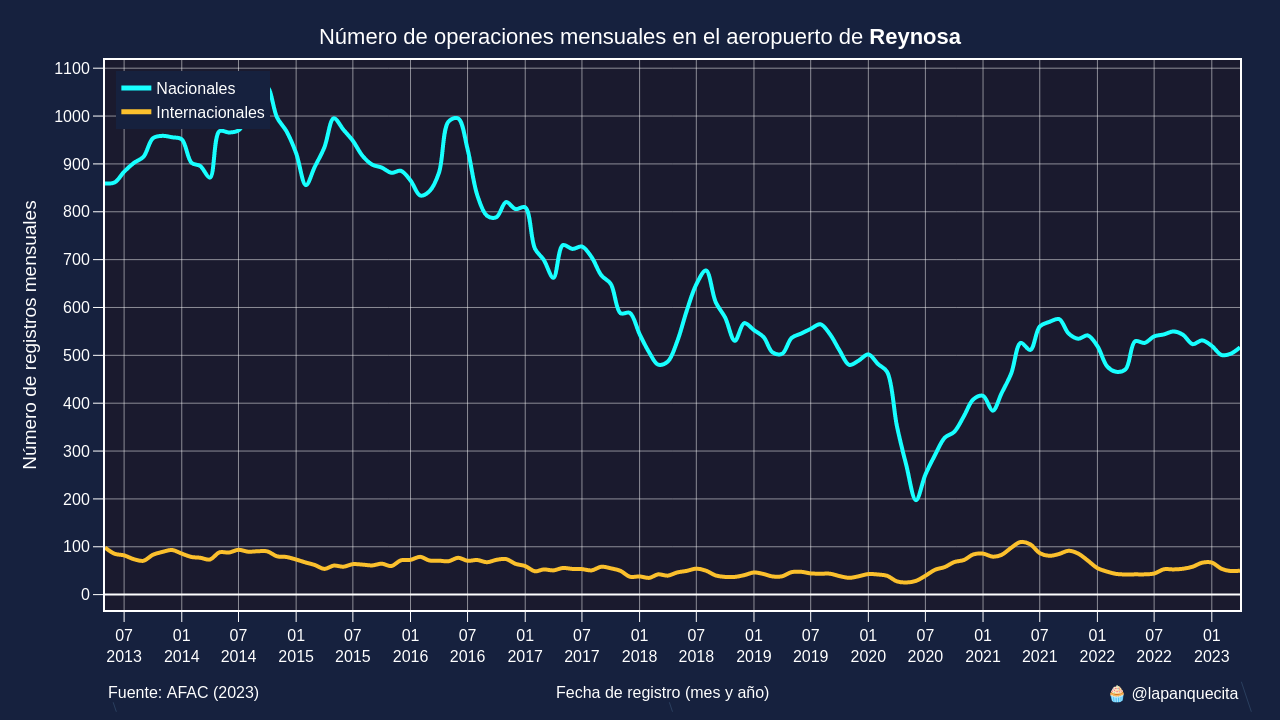 Número de operaciones mensuales en el aeropuerto de Reynosa
Nacionales
Internacionales
Número de registros mensuales
1100
1000
900
800
700
600
500
400
300
200
100
0
07 01 07 01 07 01 07 01 07 01 07 01 07 01 07 01 07 01 07 01
2013 2014 2014 2015 2015 2016 2016 2017 2017 2018 2018 2019 2019 2020 2020 2021 2021 2022 2022 2023
Fuente: AFAC (2023)
Fecha de registro (mes y año)
🧁 @lapanquecita